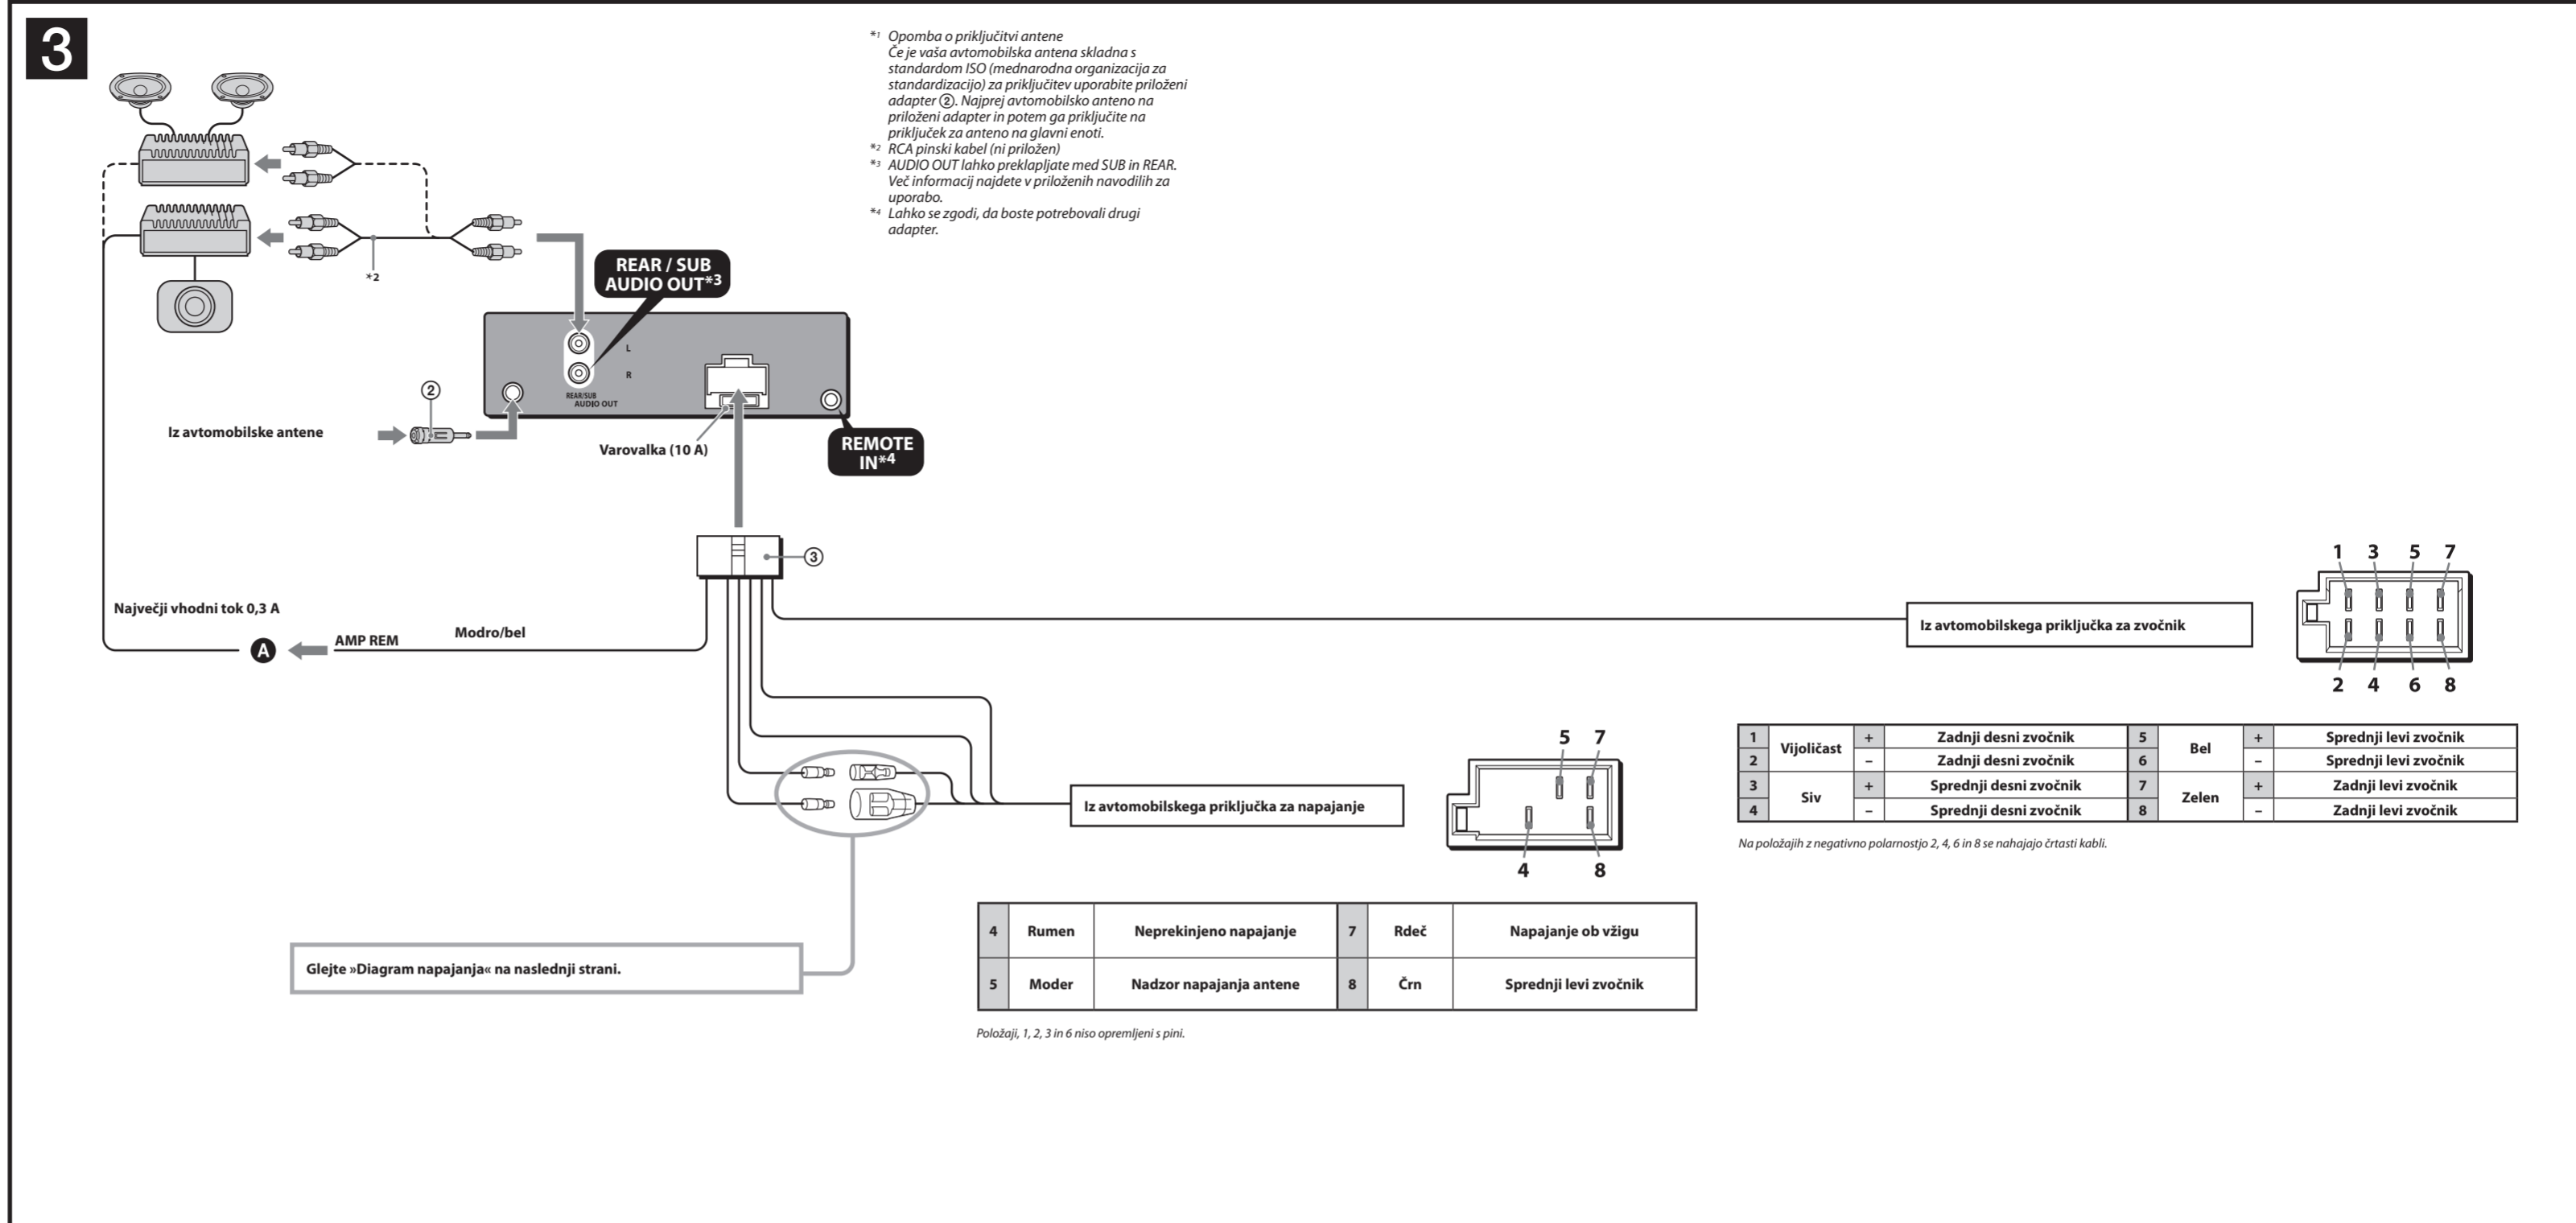 3
*1 Opomba o priključitvi antene
Če je vaša avtomobilska antena skladna s
standardom ISO (mednarodna organizacija za
standardizacijo) za priključitev uporabite priloženi
adapter ②. Najprej avtomobilsko anteno na
priloženi adapter in potem ga priključite na
priključek za anteno na glavni enoti.
*2 RCA pinski kabel (ni priložen)
*3 AUDIO OUT lahko preklapljate med SUB in REAR.
Več informacij najdete v priloženih navodilih za
uporabo.
*4 Lahko se zgodi, da boste potrebovali drugi
adapter.
*2
REAR / SUB
AUDIO OUT*3
L
R
REAR/SUB
AUDIO OUT
②
Iz avtomobilske antene
Varovalka (10 A)
REMOTE
IN*4
③
Največji vhodni tok 0,3 A
A
AMP REM
Modro/bel
Iz avtomobilskega priključka za zvočnik
1 3 5 7
2 4 6 8
1 Vijoličast + Zadnji desni zvočnik 5 Bel + Sprednji levi zvočnik
2 – Zadnji desni zvočnik 6 – Sprednji levi zvočnik
3 Siv + Sprednji desni zvočnik 7 Zelen + Zadnji levi zvočnik
4 – Sprednji desni zvočnik 8 – Zadnji levi zvočnik
Na položajih z negativno polarnostjo 2, 4, 6 in 8 se nahajajo črtasti kabli.
Iz avtomobilskega priključka za napajanje
5 7
4 8
4 Rumen Neprekinjeno napajanje 7 Rdeč Napajanje ob vžigu
5 Moder Nadzor napajanja antene 8 Črn Sprednji levi zvočnik
Položaji, 1, 2, 3 in 6 niso opremljeni s pini.
Glejte »Diagram napajanja« na naslednji strani.